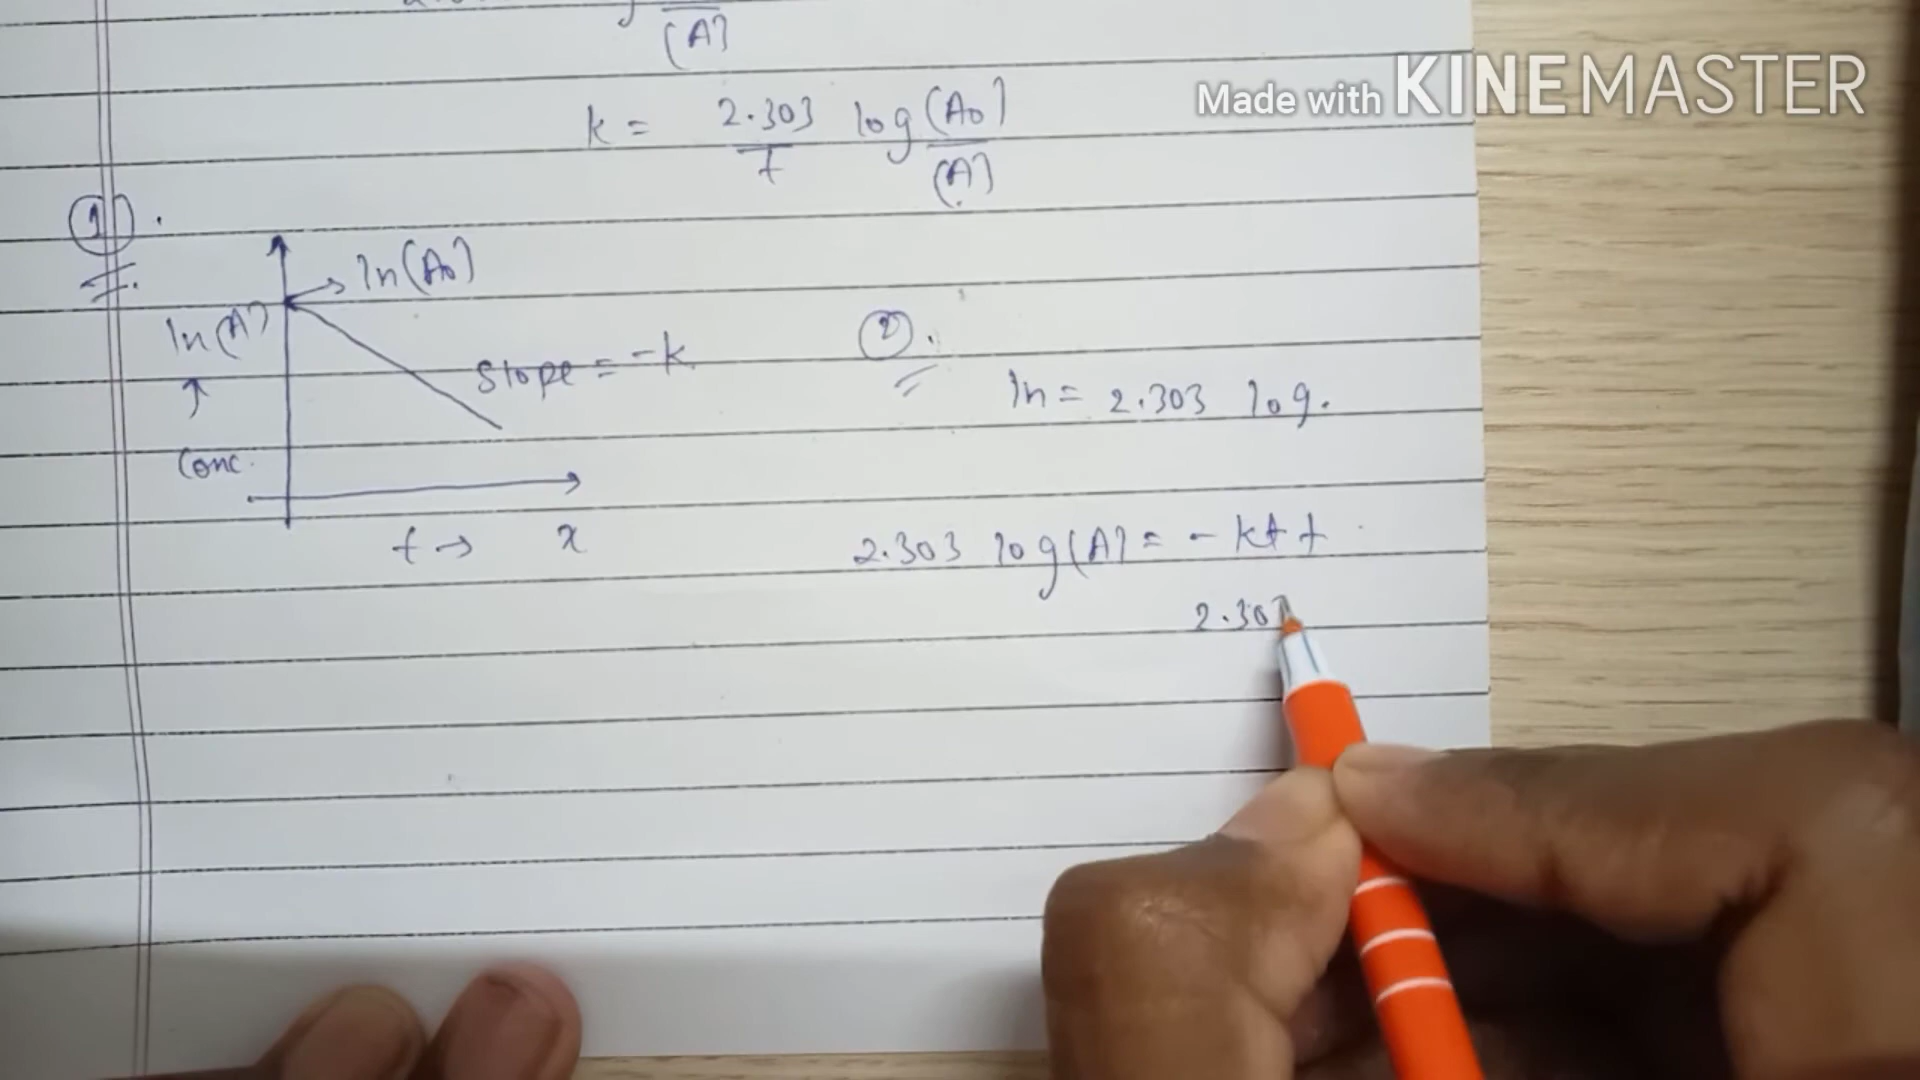 (A]
Made with KINEMASTER
k = 2.303 log (A0]
t (A]
1.
ln(A0]
ln(A]
Slope = -k
2.
ln = 2.303 log.
Conc.
t → x
2.303 log(A] = - kt +
2.303